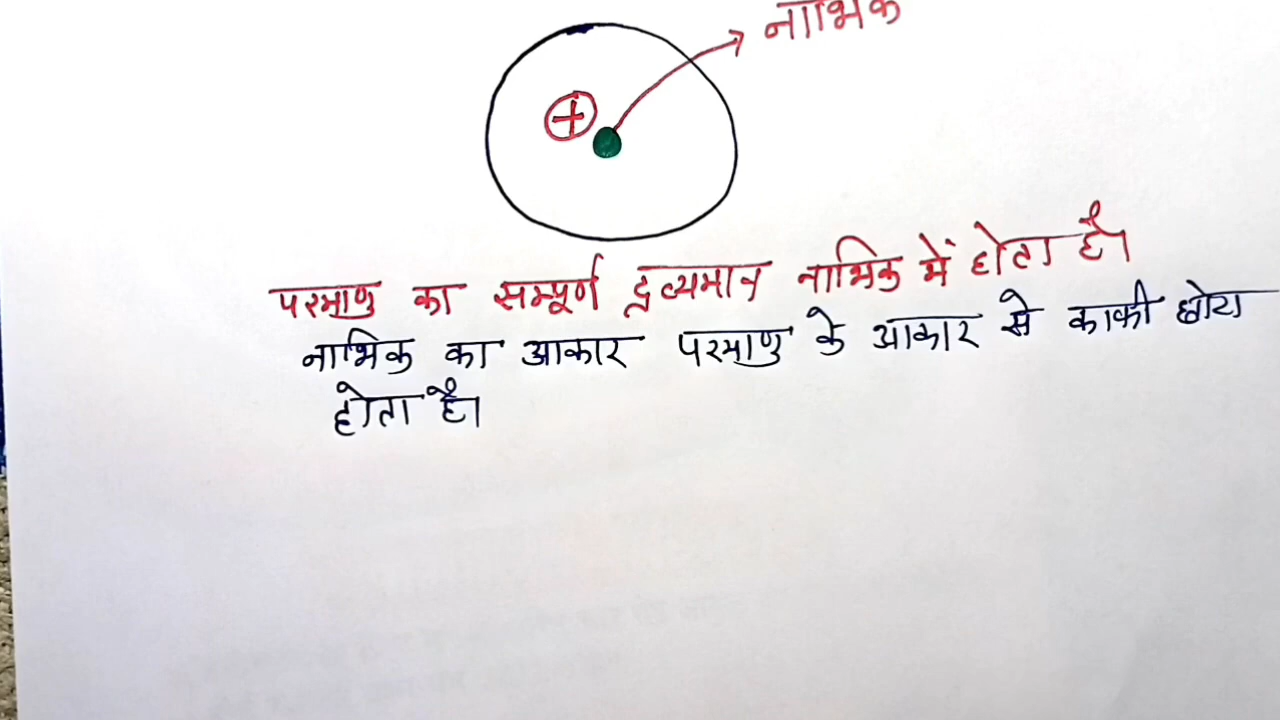 नाभिक
+
परमाणु का सम्पूर्ण द्रव्यमान नाभिक में होता है।
नाभिक का आकार परमाणु के आकार से काफी छोटा
होता है।